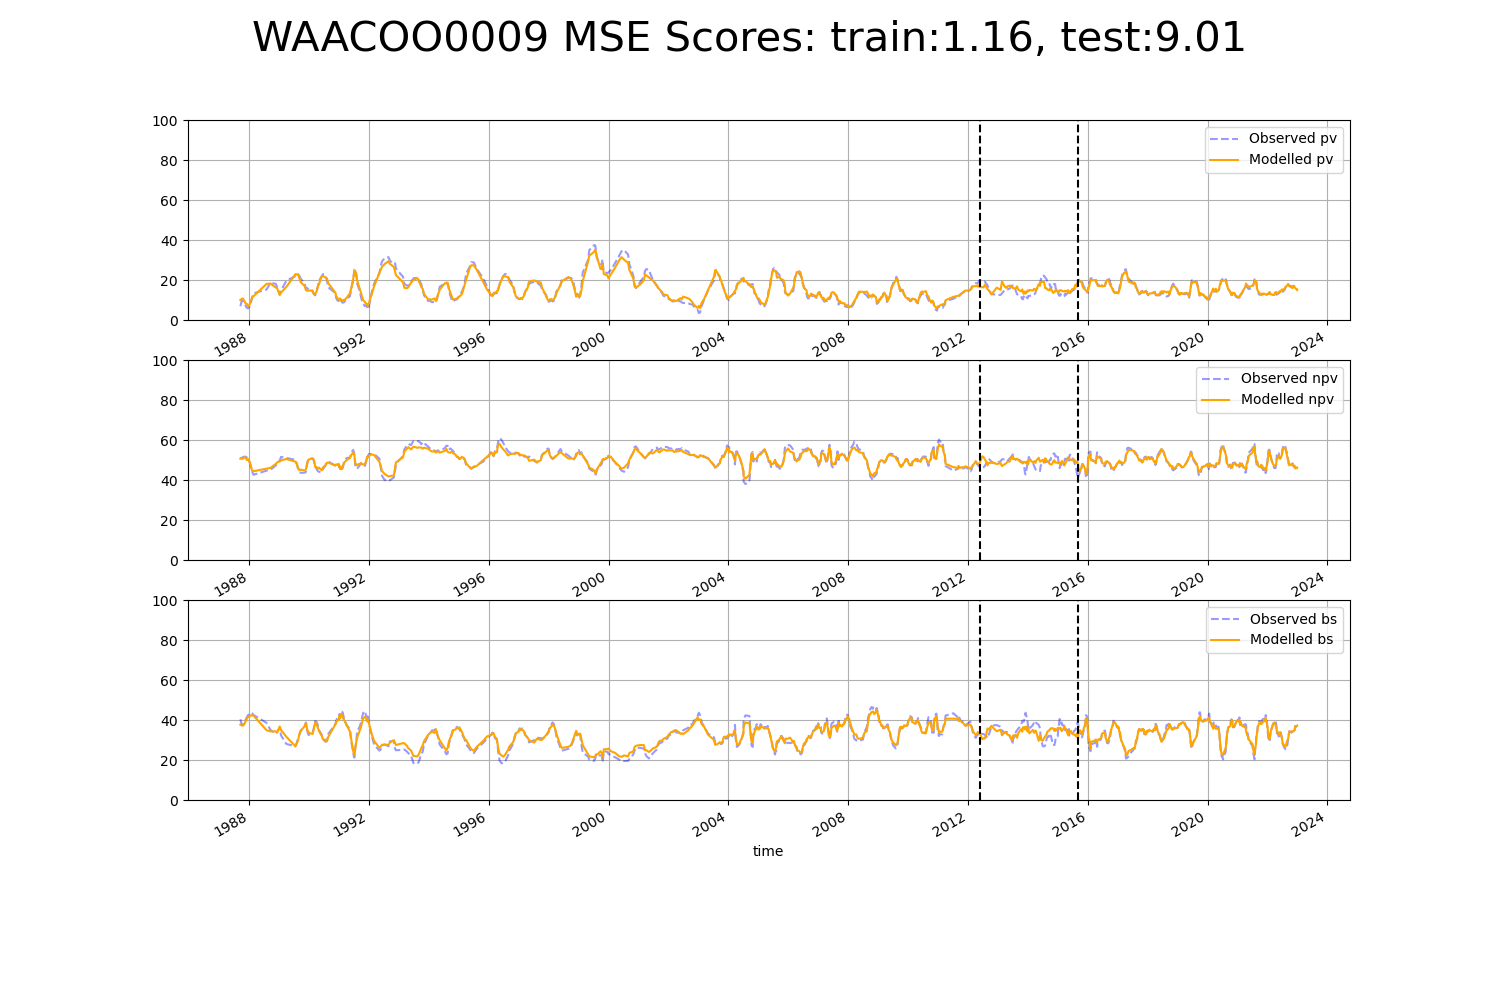 WAACOO0009 MSE Scores: train:1.16, test:9.01
100
80
60
40
20
0
Observed pv
Modelled pv
1988 1992 1996 2000 2004 2008 2012 2016 2020 2024
100
80
60
40
20
0
Observed npv
Modelled npv
1988 1992 1996 2000 2004 2008 2012 2016 2020 2024
100
80
60
40
20
0
Observed bs
Modelled bs
1988 1992 1996 2000 2004 2008 2012 2016 2020 2024
time